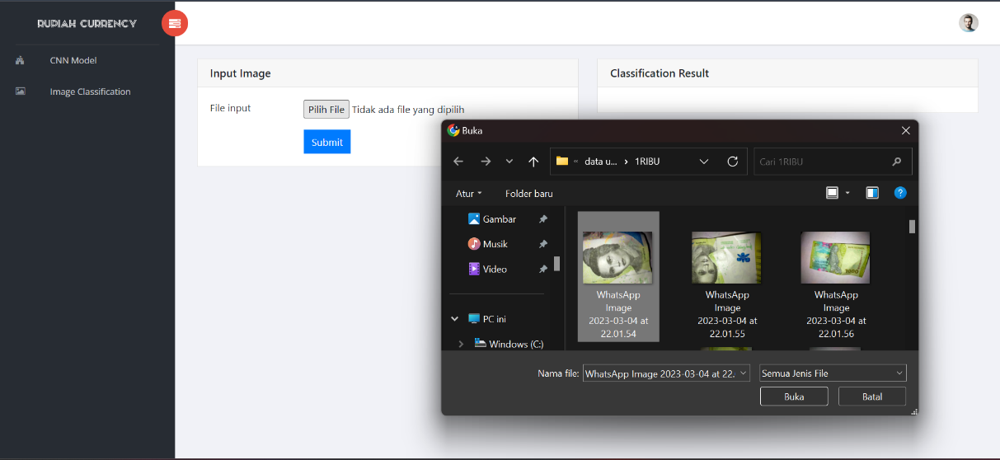 RUPIAH CURRENCY
CNN Model
Image Classification
Input Image
File input
Pilih File Tidak ada file yang dipilih
Submit
Classification Result
Buka
« data u... › 1RIBU
Cari 1RIBU
Atur
Folder baru
?
Gambar
Musik
Video
PC ini
Windows (C:)
WhatsApp
Image
2023-03-04 at
22.01.54
WhatsApp
Image
2023-03-04 at
22.01.55
1000
WhatsApp
Image
2023-03-04 at
22.01.56
Nama file:
WhatsApp Image 2023-03-04 at 22.
Semua Jenis File
Buka
Batal